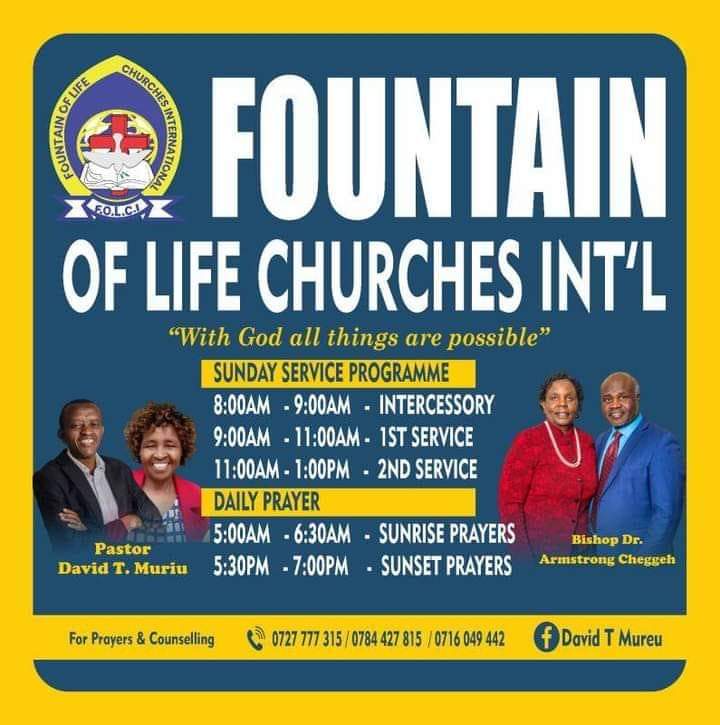 FOUNTAIN OF LIFE
CHURCHES INTERNATIONAL
F.O.L.C.I
FOUNTAIN
OF LIFE CHURCHES INT'L
“With God all things are possible”
SUNDAY SERVICE PROGRAMME
8:00AM - 9:00AM - INTERCESSORY
9:00AM - 11:00AM - 1ST SERVICE
11:00AM - 1:00PM - 2ND SERVICE
DAILY PRAYER
5:00AM - 6:30AM - SUNRISE PRAYERS
5:30PM - 7:00PM - SUNSET PRAYERS
Pastor
David T. Muriu
Bishop Dr.
Armstrong Cheggeh
For Prayers & Counselling 0727 777 315 / 0784 427 815 / 0716 049 442 David T Mureu